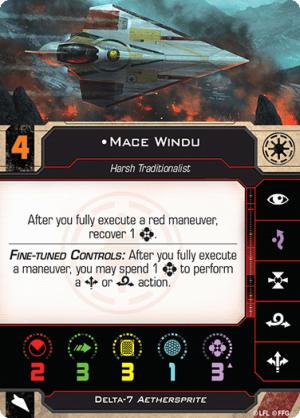 4
•Mace Windu
Harsh Traditionalist
After you fully execute a red maneuver,
recover 1 .
Fine-tuned Controls: After you fully execute
a maneuver, you may spend 1 to perform
a or action.
2 3 3 1 3
Delta-7 Aethersprite
©LFL ©FFG